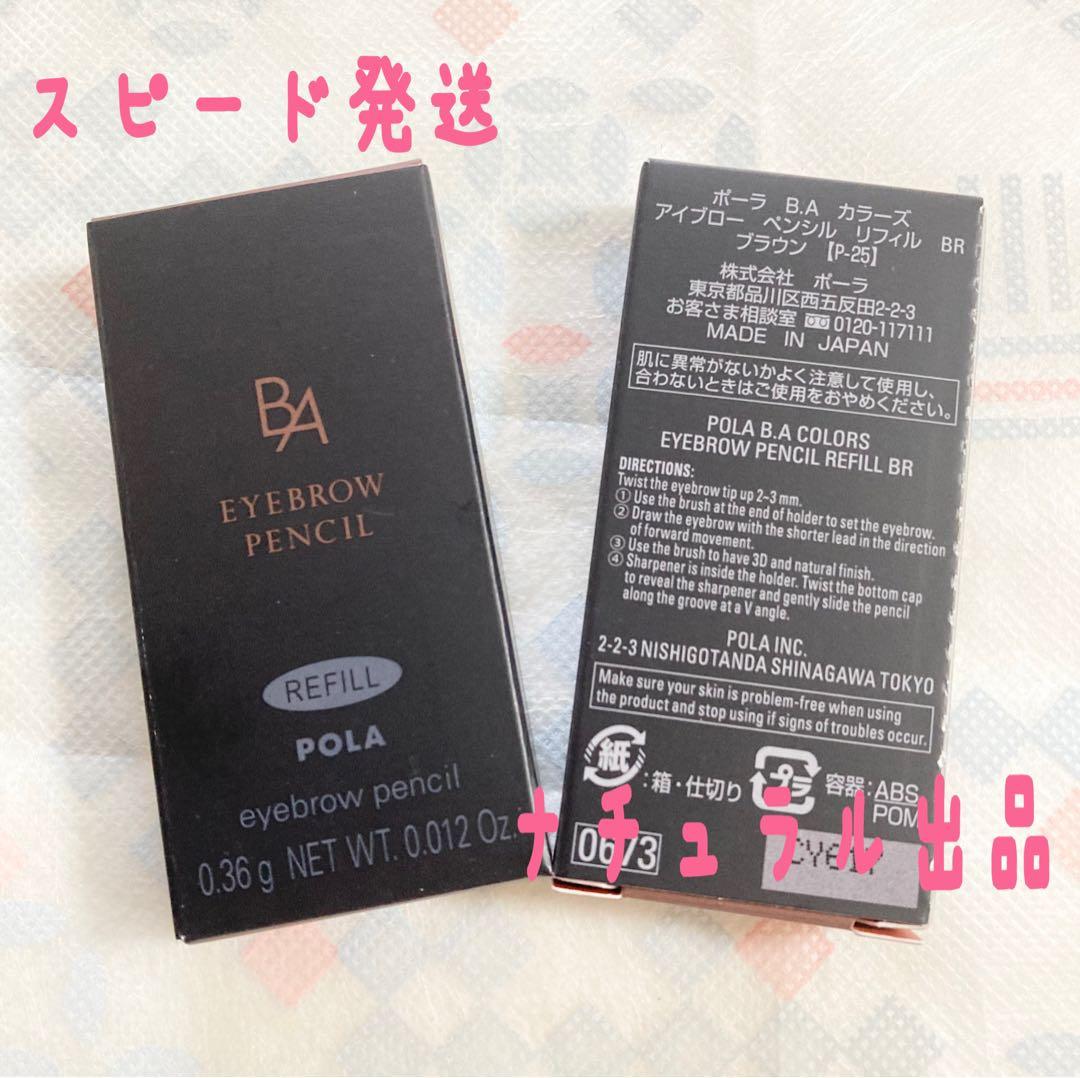 スピード発送
BA
EYEBROW
PENCIL
REFILL
POLA
eyebrow pencil
0.36 g NET WT. 0.012 Oz.
ポーラ B.A カラーズ
アイブロー ペンシル リフィル BR
ブラウン 【P-25】
株式会社 ポーラ
東京都品川区西五反田2-2-3
お客さま相談室 0120-117111
MADE IN JAPAN
肌に異常がないかよく注意して使用し、
合わないときはご使用をおやめください。
POLA B.A COLORS
EYEBROW PENCIL REFILL BR
DIRECTIONS:
Twist the eyebrow tip up 2~3 mm.
① Use the brush at the end of holder to set the eyebrow.
② Draw the eyebrow with the shorter lead in the direction
of forward movement.
③ Use the brush to have 3D and natural finish.
④ Sharpener is inside the holder. Twist the bottom cap
to reveal the sharpener and gently slide the pencil
along the groove at a V angle.
POLA INC.
2-2-3 NISHIGOTANDA SHINAGAWA TOKYO
Make sure your skin is problem-free when using
the product and stop using if signs of troubles occur.
紙 :箱・仕切り プラ 容器: ABS
POM
0673
ナチュラル出品